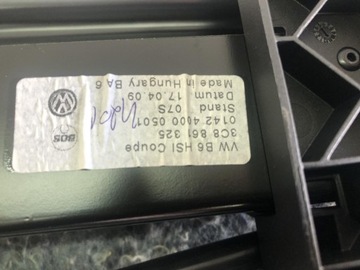 VW B6 HSI Coupe
3C8 861 325
0142 4000 0501
Stand 07S
Datum 17.04.09
Made in Hungary BA 6
BOS